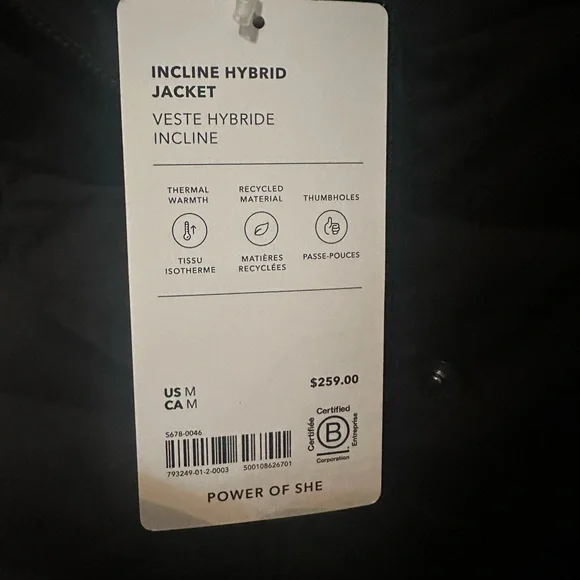 INCLINE HYBRID
JACKET
VESTE HYBRIDE
INCLINE
THERMAL
WARMTH
RECYCLED
MATERIAL
THUMBHOLES
TISSU
ISOTHERME
MATIÈRES
RECYCLÉES
PASSE-POUCES
US M
CA M
$259.00
S678-0046
793249-01-2-0003
500108626701
Certified
Certifiée
B
Entreprise
Corporation
POWER OF SHE